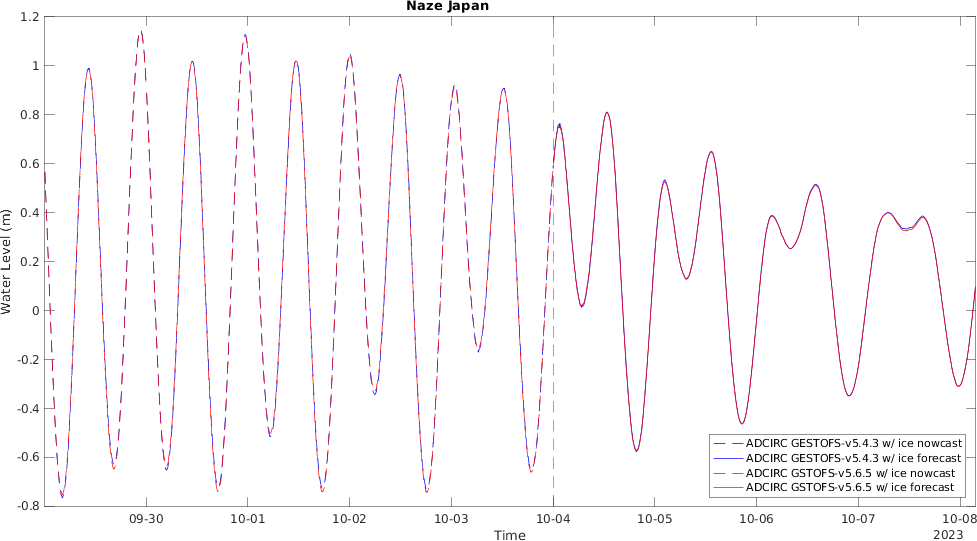 Naze Japan
1.2
1
0.8
0.6
0.4
0.2
0
-0.2
-0.4
-0.6
-0.8
Water Level (m)
09-30 10-01 10-02 10-03 10-04 10-05 10-06 10-07 10-08
2023
Time
ADCIRC GESTOFS-v5.4.3 w/ ice nowcast
ADCIRC GESTOFS-v5.4.3 w/ ice forecast
ADCIRC GSTOFS-v5.6.5 w/ ice nowcast
ADCIRC GSTOFS-v5.6.5 w/ ice forecast